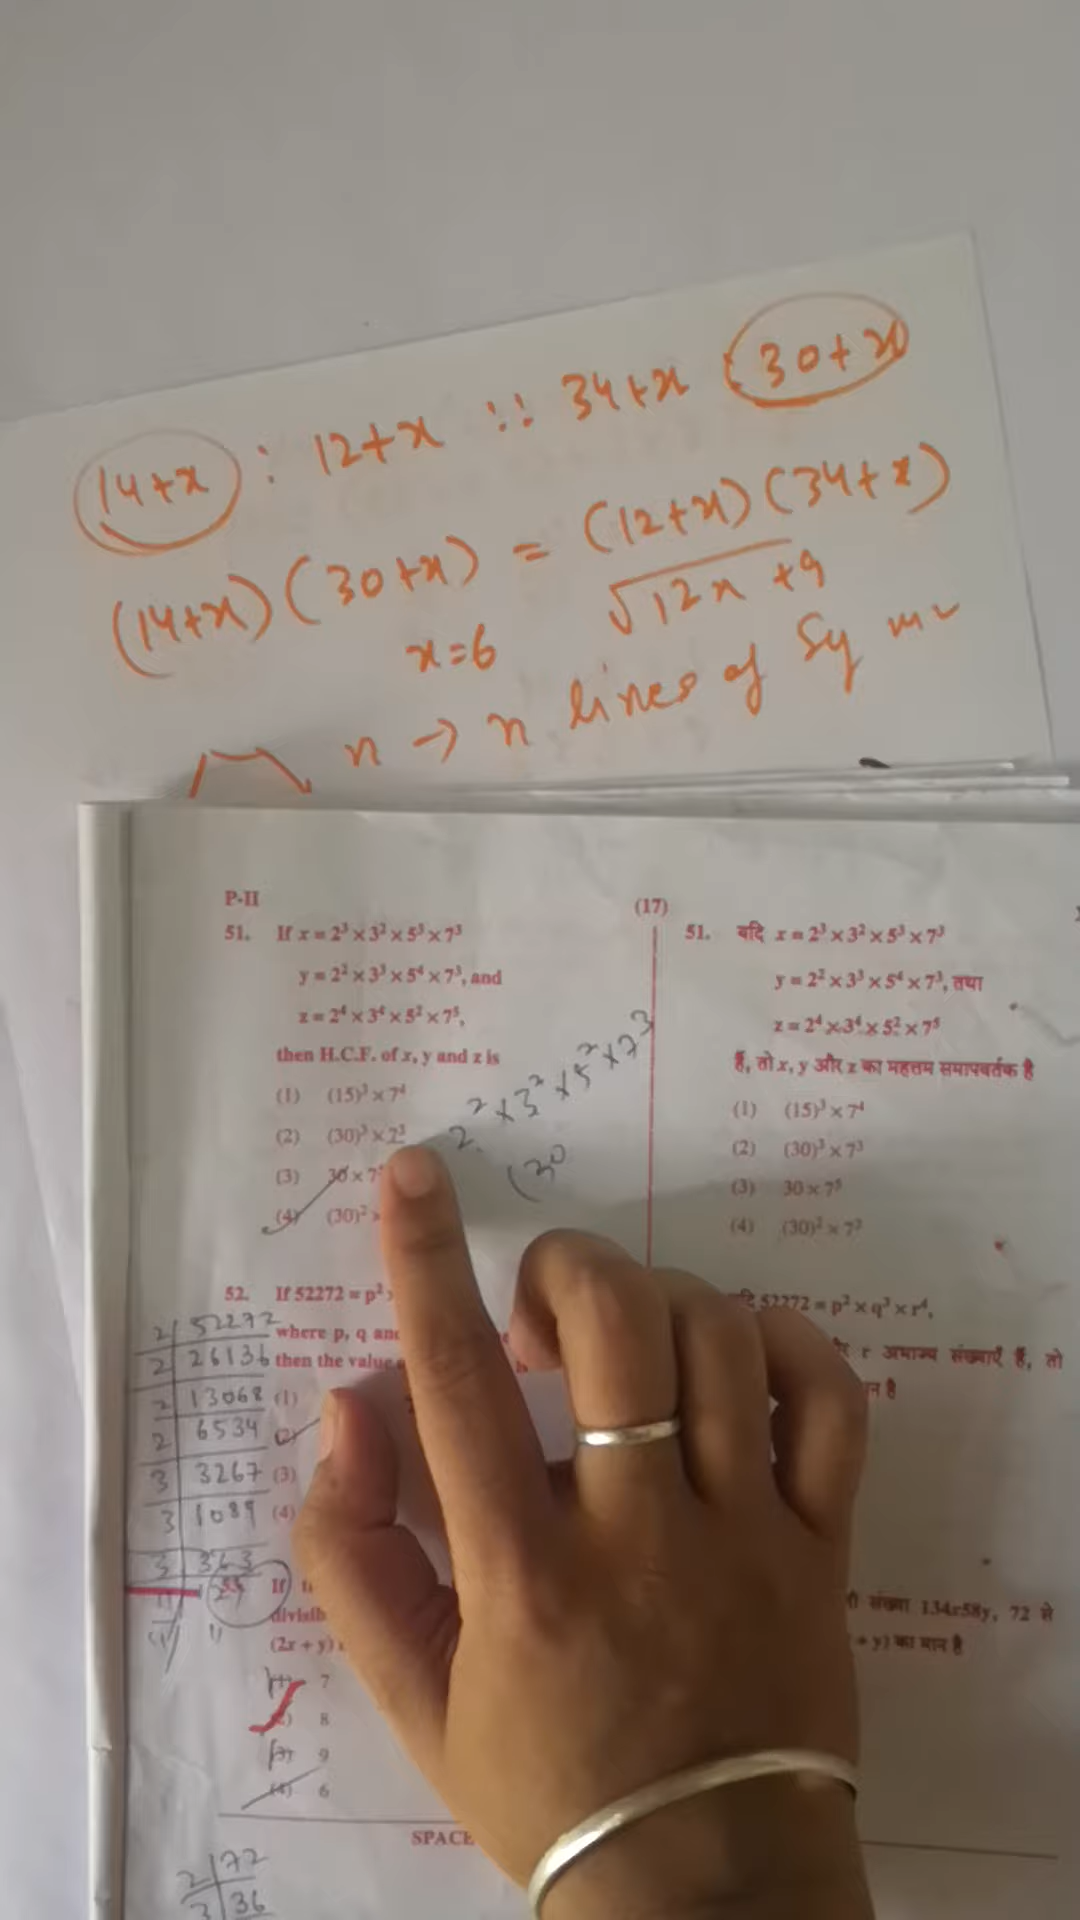 14+x : 12+x :: 34+x 30+x
(14+x)(30+x) = (12+x)(34+x)
x=6 √12x +9
n → n lines of Sy
P-II
(17)
51. If x = 2³ × 3² × 5³ × 7³
y = 2² × 3³ × 5⁴ × 7³, and
z = 2⁴ × 3⁴ × 5² × 7⁵,
then H.C.F. of x, y and z is
(1) (15)³ × 7⁴
(2) (30)³ × 7³
(3) 30 × 7
(4) (30)²
2² × 3² × 5² × 7³
(30
52. If 52272 = p²
where p, q and
then the value
(1)
(2)
(3)
(4)
2 52272
2 26136
2 13068
2 6534
3 3267
3 1089
3 363
11
11
If
divisib
(2x + y)
7
8
9
(4) 6
SPACE
2 72
3 36
51. यदि x = 2³ × 3² × 5³ × 7³
y = 2² × 3³ × 5⁴ × 7³, तथा
z = 2⁴ × 3⁴ × 5² × 7⁵
हैं, तो x, y और z का महत्तम समापवर्तक है
(1) (15)³ × 7⁴
(2) (30)³ × 7³
(3) 30 × 7⁵
(4) (30)² × 7³
52272 = p² × q³ × r⁴,
r अभाज्य संख्याएँ हैं, तो
है
संख्या 134x58y, 72 से
+ y) का मान है